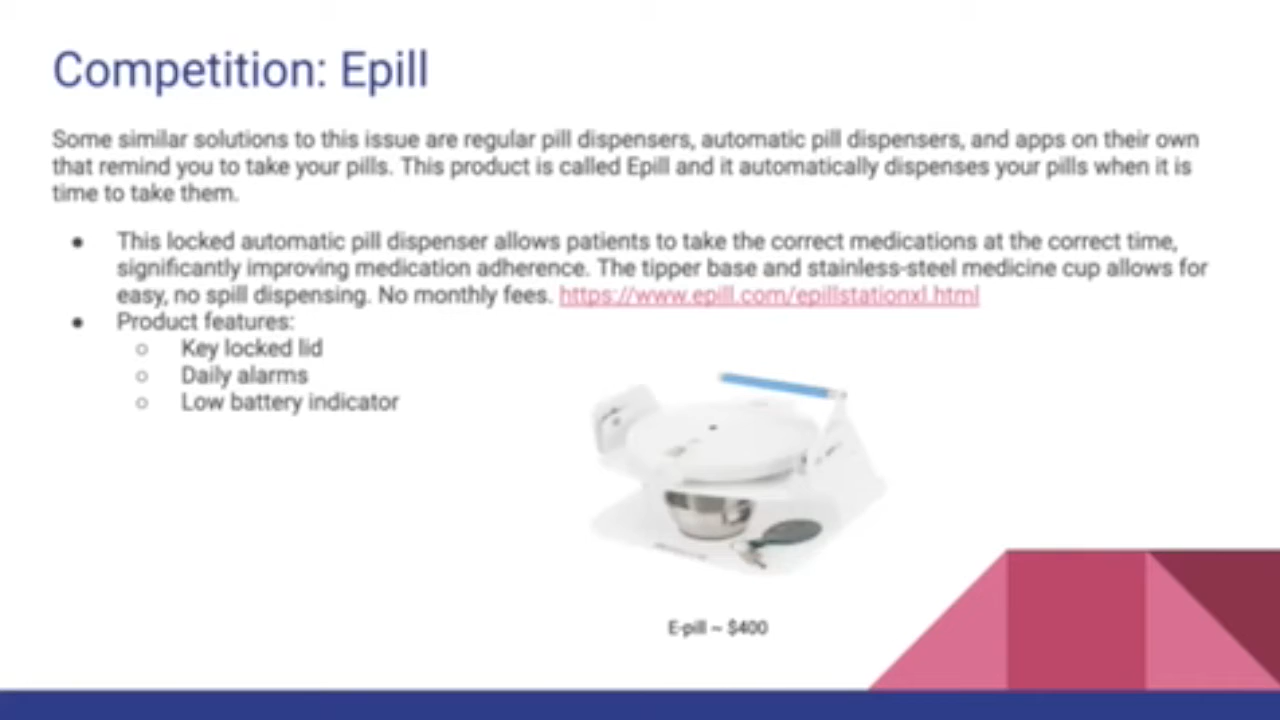 Competition: Epill
Some similar solutions to this issue are regular pill dispensers, automatic pill dispensers, and apps on their own
that remind you to take your pills. This product is called Epill and it automatically dispenses your pills when it is
time to take them.
● This locked automatic pill dispenser allows patients to take the correct medications at the correct time,
significantly improving medication adherence. The tipper base and stainless-steel medicine cup allows for
easy, no spill dispensing. No monthly fees. https://www.epill.com/epillstationxl.html
● Product features:
○ Key locked lid
○ Daily alarms
○ Low battery indicator
E-pill ~ $400